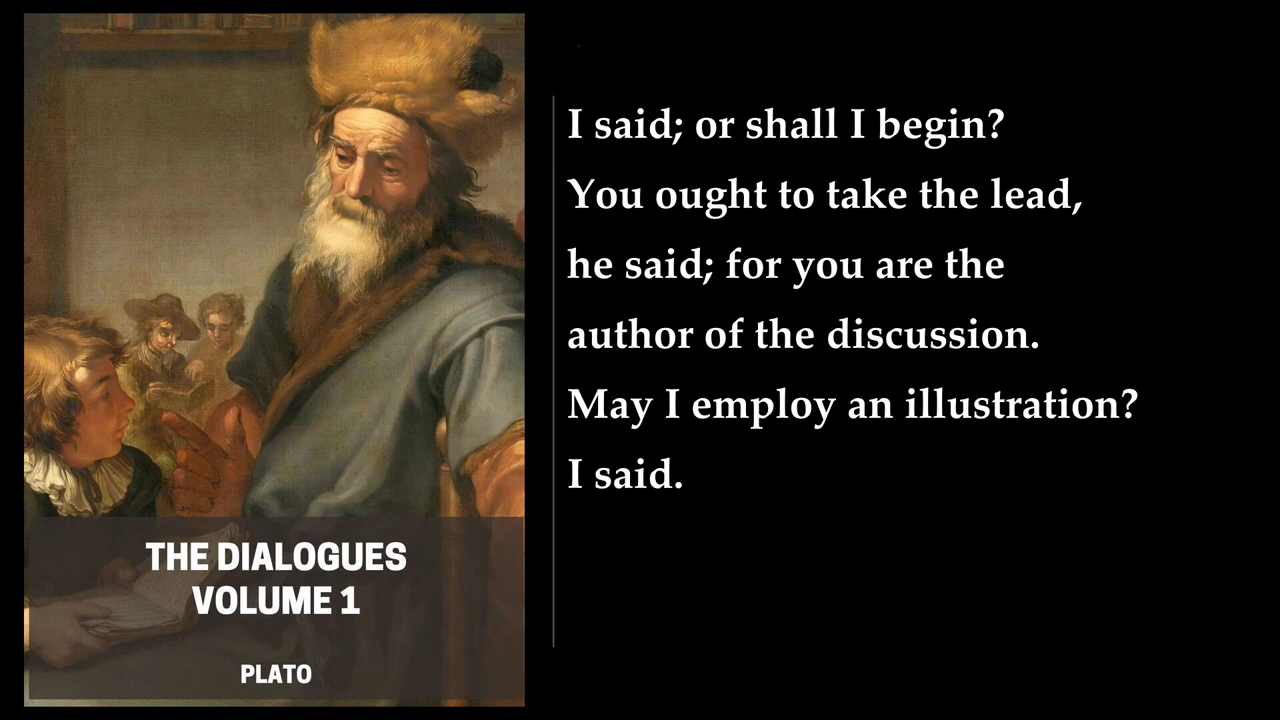 I said; or shall I begin?
You ought to take the lead,
he said; for you are the
author of the discussion.
May I employ an illustration?
I said.
THE DIALOGUES
VOLUME 1
PLATO